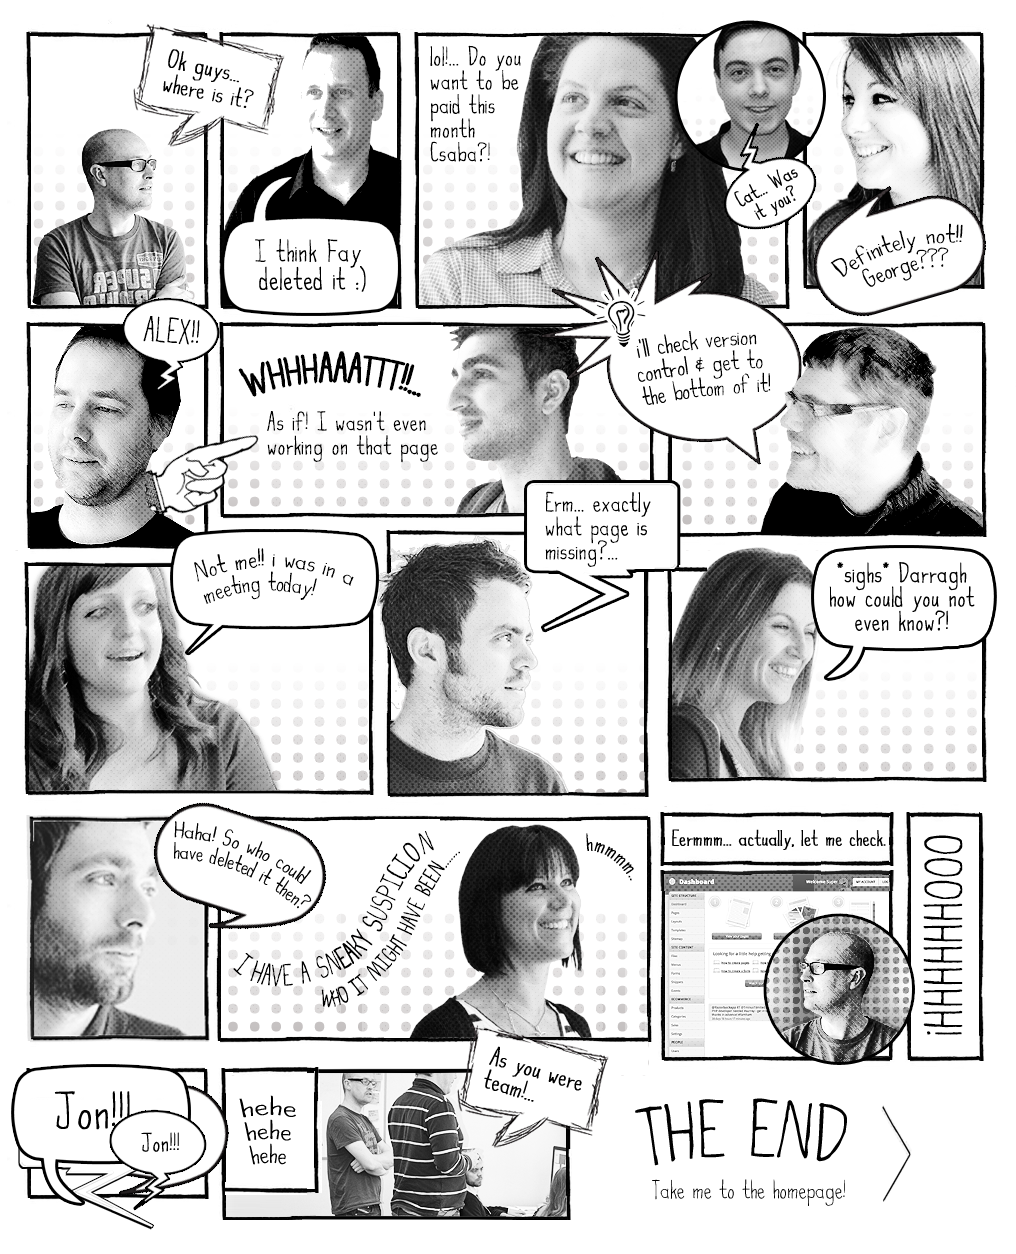 Ok guys...
where is it?
I think Fay
deleted it :)
lol!... Do you
want to be
paid this
month
Csaba?!
Cat... Was
it you?
Definitely not!!
George???
ALEX!!
WHHHAAATTT!!...
As if! I wasn't even
working on that page
i'll check version
control & get to
the bottom of it!
Not me!! i was in a
meeting today!
Erm... exactly
what page is
missing?...
*sighs* Darragh
how could you not
even know?!
Haha! So who could
have deleted it then?
I HAVE A SNEAKY SUSPICION
WHO IT MIGHT HAVE BEEN......
hmmmm..
Eermmm... actually, let me check.
Dashboard
Welcome Super
MY ACCOUNT
¡HHHHHHOOO
Jon!!!
Jon!!!
hehe
hehe
hehe
As you were
team!...
THE END
Take me to the homepage!